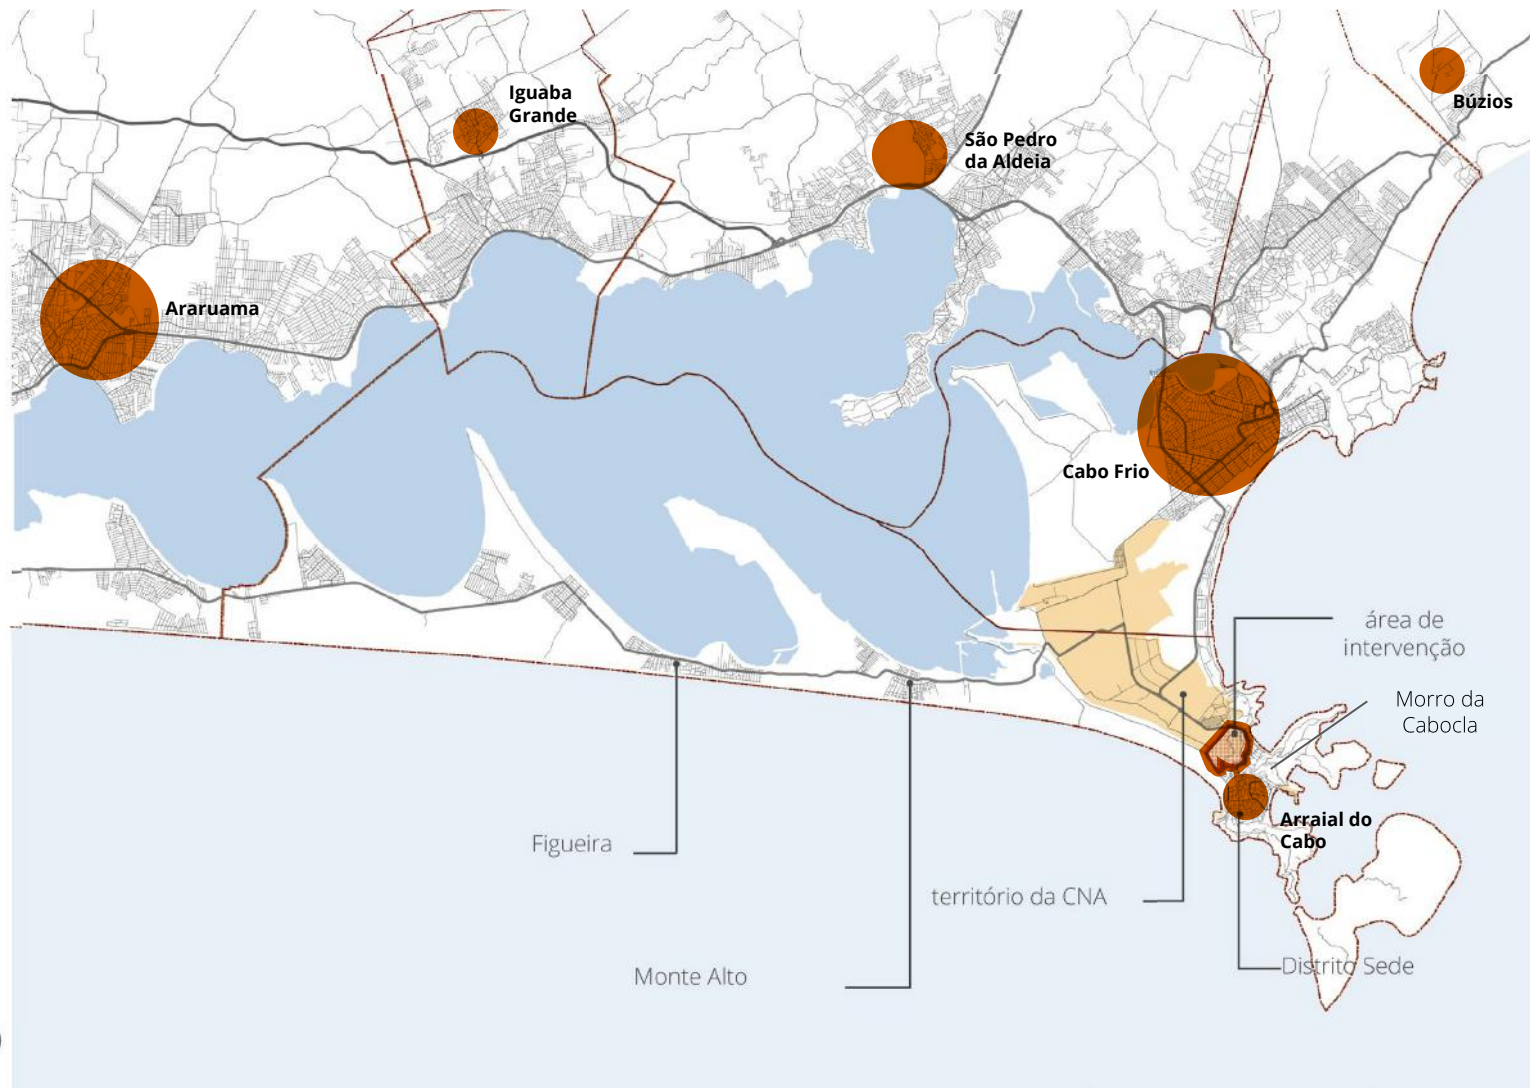 Iguaba
Grande
Búzios
São Pedro
da Aldeia
Araruama
Cabo Frio
área de
intervenção
Morro da
Cabocla
Arraial do
Cabo
Figueira
território da CNA
Distrito Sede
Monte Alto